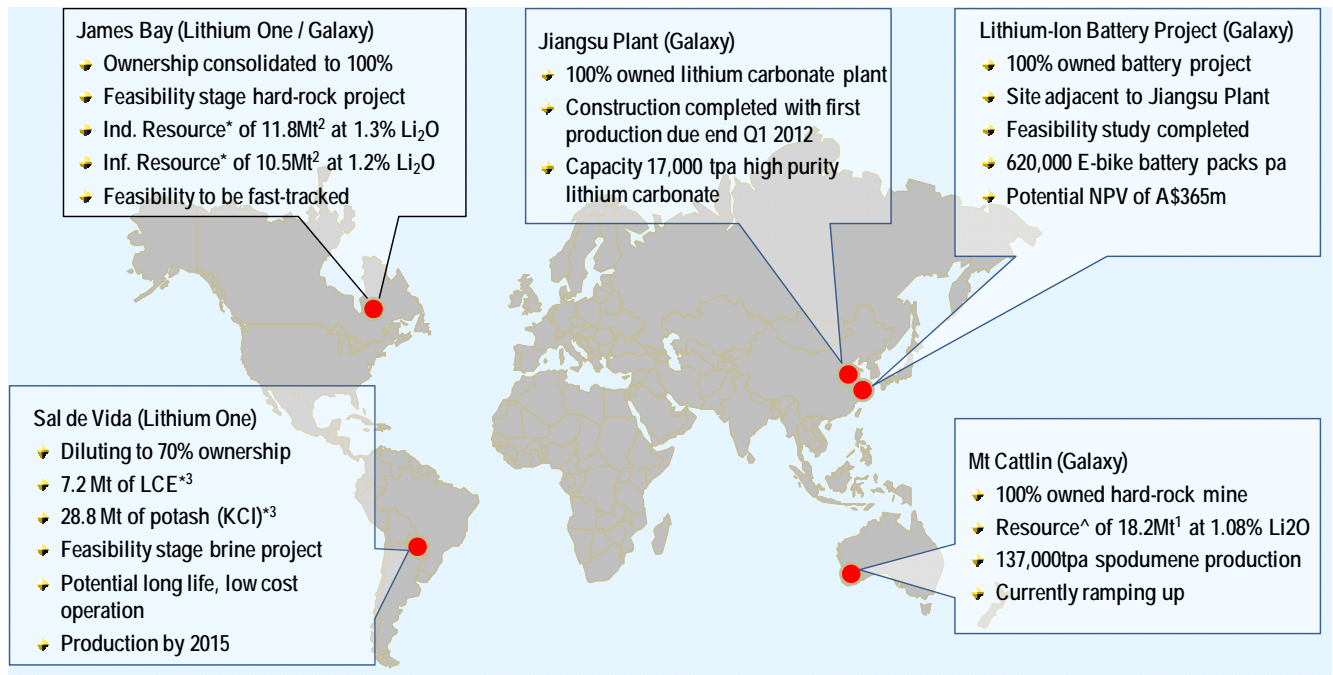 James Bay (Lithium One / Galaxy)
Ownership consolidated to 100%
Feasibility stage hard-rock project
Ind. Resource* of 11.8Mt² at 1.3% Li₂O
Inf. Resource* of 10.5Mt² at 1.2% Li₂O
Feasibility to be fast-tracked
Jiangsu Plant (Galaxy)
100% owned lithium carbonate plant
Construction completed with first
production due end Q1 2012
Capacity 17,000 tpa high purity
lithium carbonate
Lithium-Ion Battery Project (Galaxy)
100% owned battery project
Site adjacent to Jiangsu Plant
Feasibility study completed
620,000 E-bike battery packs pa
Potential NPV of A$365m
Sal de Vida (Lithium One)
Diluting to 70% ownership
7.2 Mt of LCE*³
28.8 Mt of potash (KCl)*³
Feasibility stage brine project
Potential long life, low cost
operation
Production by 2015
Mt Cattlin (Galaxy)
100% owned hard-rock mine
Resource^ of 18.2Mt¹ at 1.08% Li2O
137,000tpa spodumene production
Currently ramping up